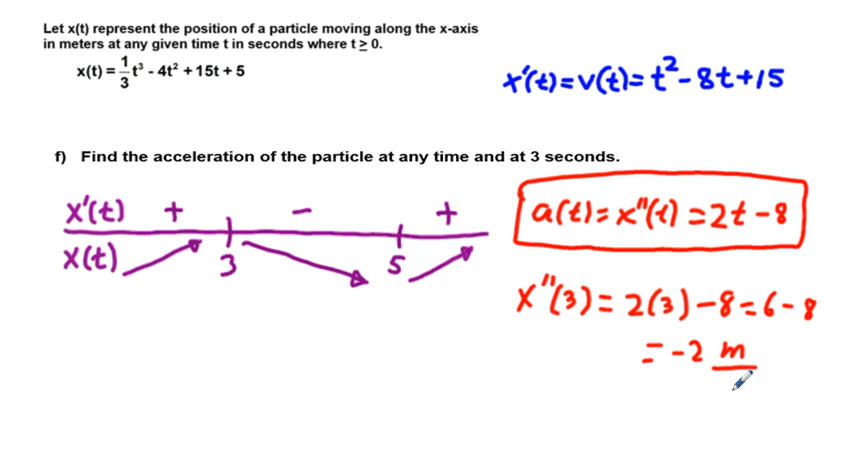 Let x(t) represent the position of a particle moving along the x-axis
in meters at any given time t in seconds where t ≥ 0.
x(t) = 1/3 t³ - 4t² + 15t + 5
x'(t) = v(t) = t² - 8t + 15
f) Find the acceleration of the particle at any time and at 3 seconds.
x'(t) + - +
x(t) 3 5
a(t) = x''(t) = 2t - 8
x''(3) = 2(3) - 8 = 6 - 8
= -2 m